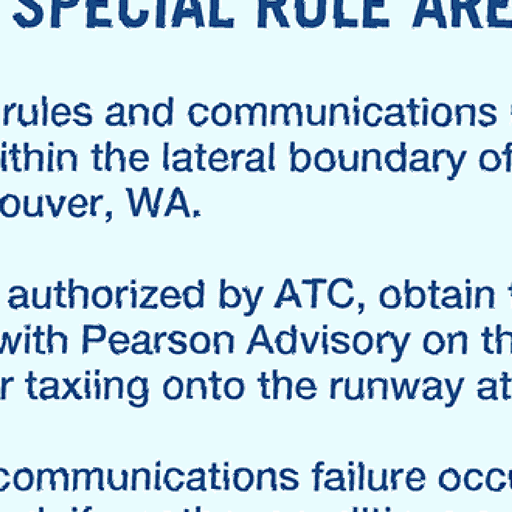 SPECIAL RULE ARE
rules and communications
ithin the lateral boundary of
ouver, WA.
authorized by ATC, obtain
with Pearson Advisory on th
r taxiing onto the runway at
communications failure occu